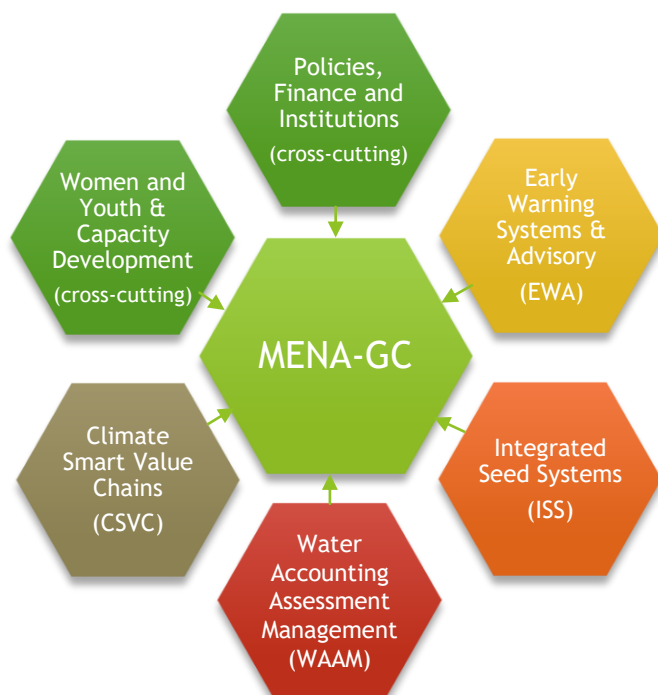 Policies,
Finance and
Institutions
(cross-cutting)
Women and
Youth &
Capacity
Development
(cross-cutting)
Early
Warning
Systems &
Advisory
(EWA)
MENA-GC
Climate
Smart Value
Chains
(CSVC)
Integrated
Seed Systems
(ISS)
Water
Accounting
Assessment
Management
(WAAM)